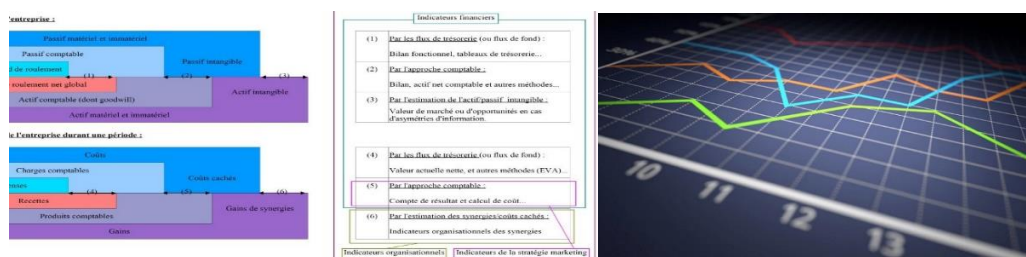 l'entreprise :
Passif matériel et immatériel
Passif comptable
Passif intangible
de roulement
(1)
(2)
(3)
roulement net global
Actif intangible
Actif comptable (dont goodwill)
Actif matériel et immatériel
de l'entreprise durant une période :
Coûts
Charges comptables
Coûts cachés
(4)
(5)
(6)
Recettes
Gains de synergies
Produits comptables
Gains
Indicateurs financiers
(1) Par les flux de trésorerie (ou flux de fond) :
Bilan fonctionnel, tableaux de trésorerie...
(2) Par l'approche comptable :
Bilan, actif net comptable et autres méthodes...
(3) Par l'estimation de l'actif/passif intangible :
Valeur de marché ou d'opportunités en cas
d'asymétries d'information.
(4) Par les flux de trésorerie (ou flux de fond) :
Valeur actuelle nette, et autres méthodes (EVA)...
(5) Par l'approche comptable :
Compte de résultat et calcul de coût...
(6) Par l'estimation des synergies/coûts cachés :
Indicateurs organisationnels des synergies
Indicateurs organisationnels
Indicateurs de la stratégie marketing
10
11
12
13